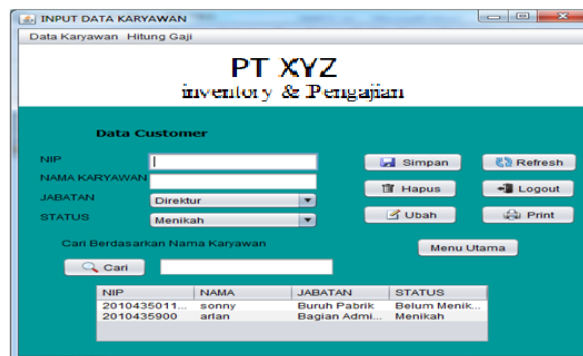 INPUT DATA KARYAWAN
Data Karyawan Hitung Gaji
PT XYZ
inventory & Pengajian
Data Customer
NIP
Simpan Refresh
NAMA KARYAWAN
Hapus Logout
JABATAN Direktur
STATUS Menikah
Ubah Print
Cari Berdasarkan Nama Karyawan
Menu Utama
Cari
NIP NAMA JABATAN STATUS
2010435011... sonny Buruh Pabrik Belum Menik...
2010435900 arlan Bagian Admi... Menikah